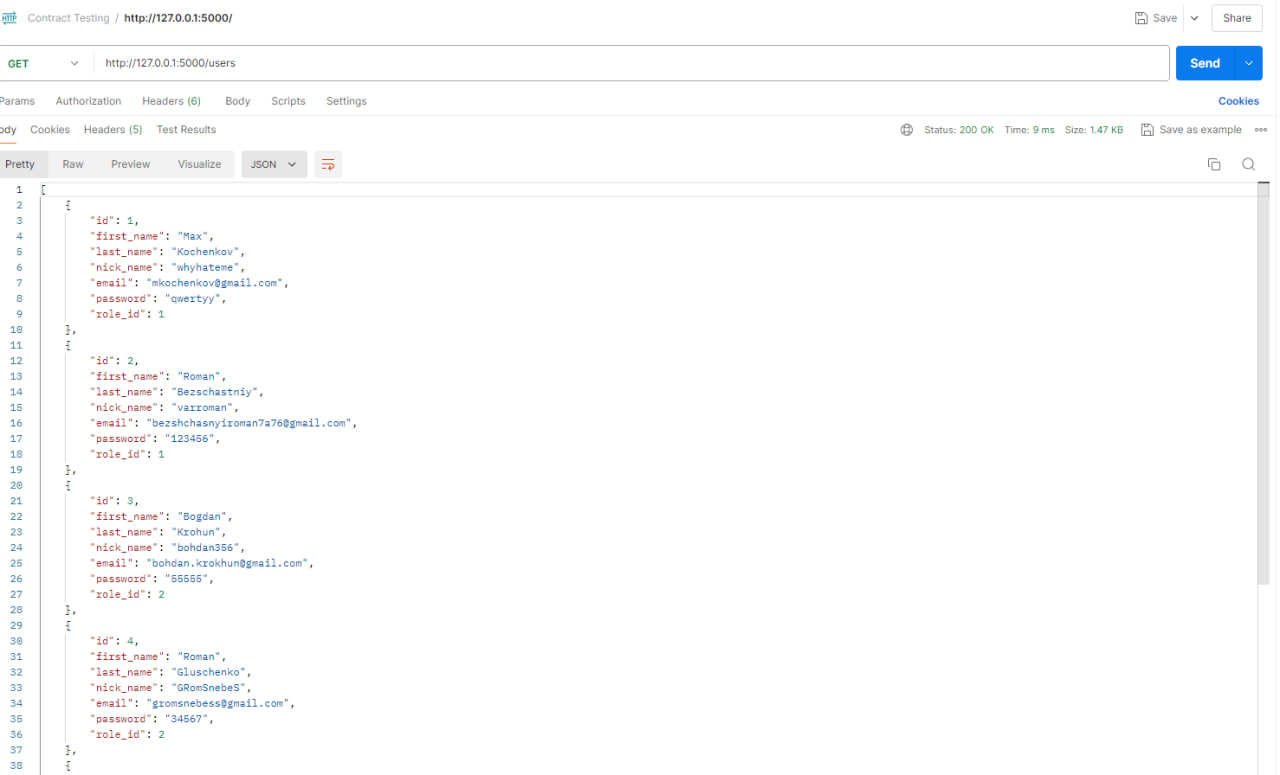 HTTP Contract Testing / http://127.0.0.1:5000/ Save Share
GET http://127.0.0.1:5000/users Send
Params Authorization Headers (6) Body Scripts Settings Cookies
ody Cookies Headers (5) Test Results Status: 200 OK Time: 9 ms Size: 1.47 KB Save as example
Pretty Raw Preview Visualize JSON
1 [
2 {
3 "id": 1,
4 "first_name": "Max",
5 "last_name": "Kochenkov",
6 "nick_name": "whyhateme",
7 "email": "mkochenkov@gmail.com",
8 "password": "qwertyy",
9 "role_id": 1
10 },
11 {
12 "id": 2,
13 "first_name": "Roman",
14 "last_name": "Bezschastniy",
15 "nick_name": "varroman",
16 "email": "bezshchasnyiroman7a76@gmail.com",
17 "password": "123456",
18 "role_id": 1
19 },
20 {
21 "id": 3,
22 "first_name": "Bogdan",
23 "last_name": "Krohun",
24 "nick_name": "bohdan356",
25 "email": "bohdan.krokhun@gmail.com",
26 "password": "55555",
27 "role_id": 2
28 },
29 {
30 "id": 4,
31 "first_name": "Roman",
32 "last_name": "Gluschenko",
33 "nick_name": "GRomSnebeS",
34 "email": "gromsnebess@gmail.com",
35 "password": "34567",
36 "role_id": 2
37 },
38 {